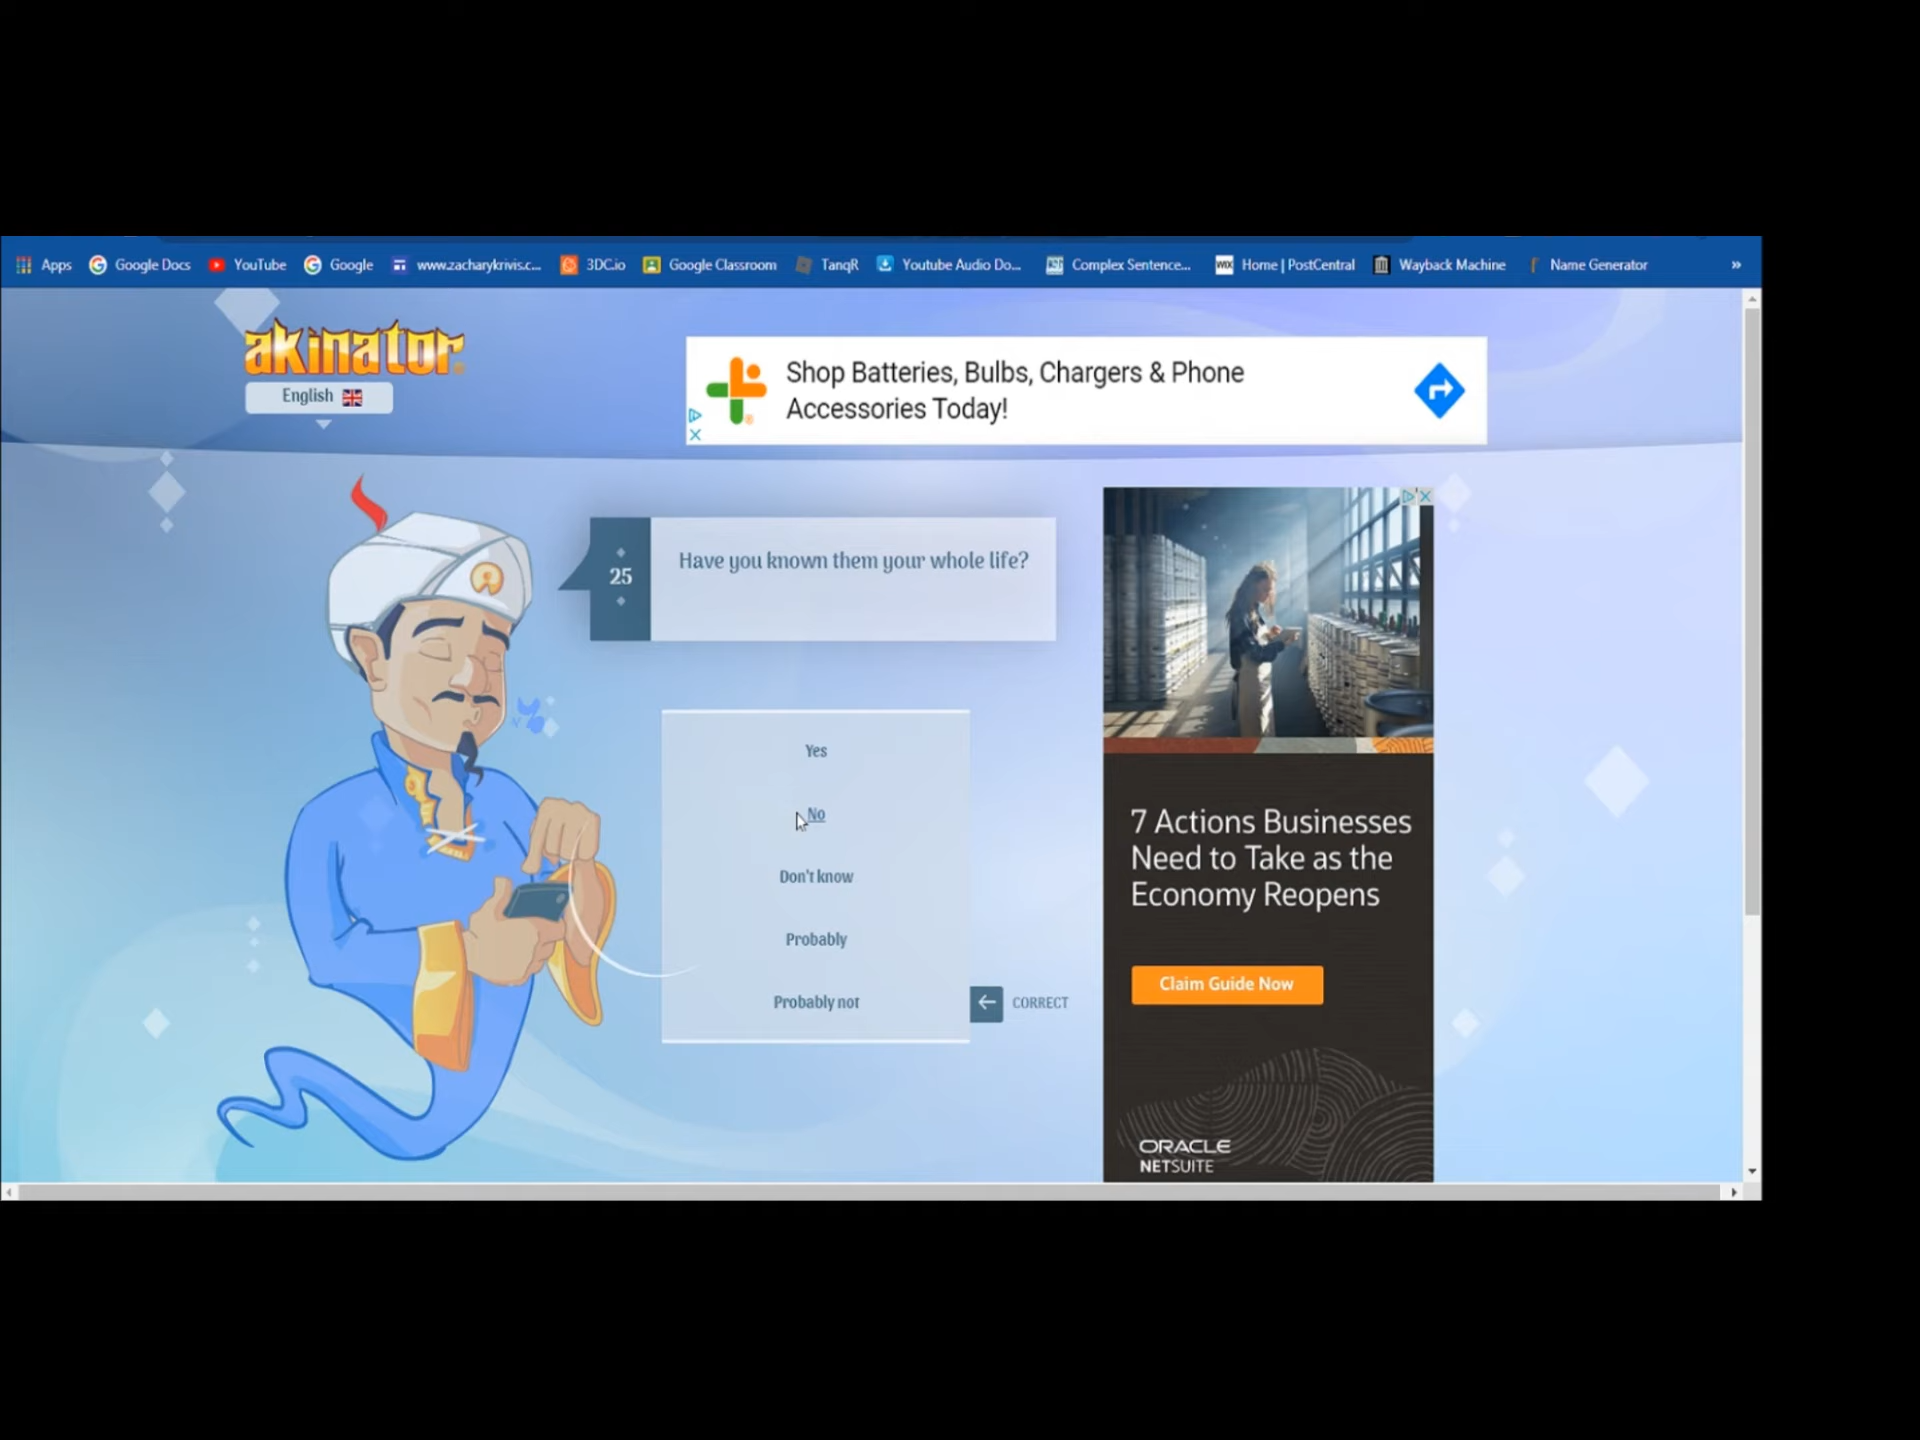 Apps Google Docs YouTube Google www.zacharykrivis.c... 3DC.io Google Classroom TanqR Youtube Audio Do... Complex Sentence... WIX Home | PostCentral Wayback Machine Name Generator »
akinator
English
Shop Batteries, Bulbs, Chargers & Phone
Accessories Today!
25
Have you known them your whole life?
Yes
No
Don't know
Probably
Probably not
CORRECT
7 Actions Businesses
Need to Take as the
Economy Reopens
Claim Guide Now
ORACLE
NETSUITE